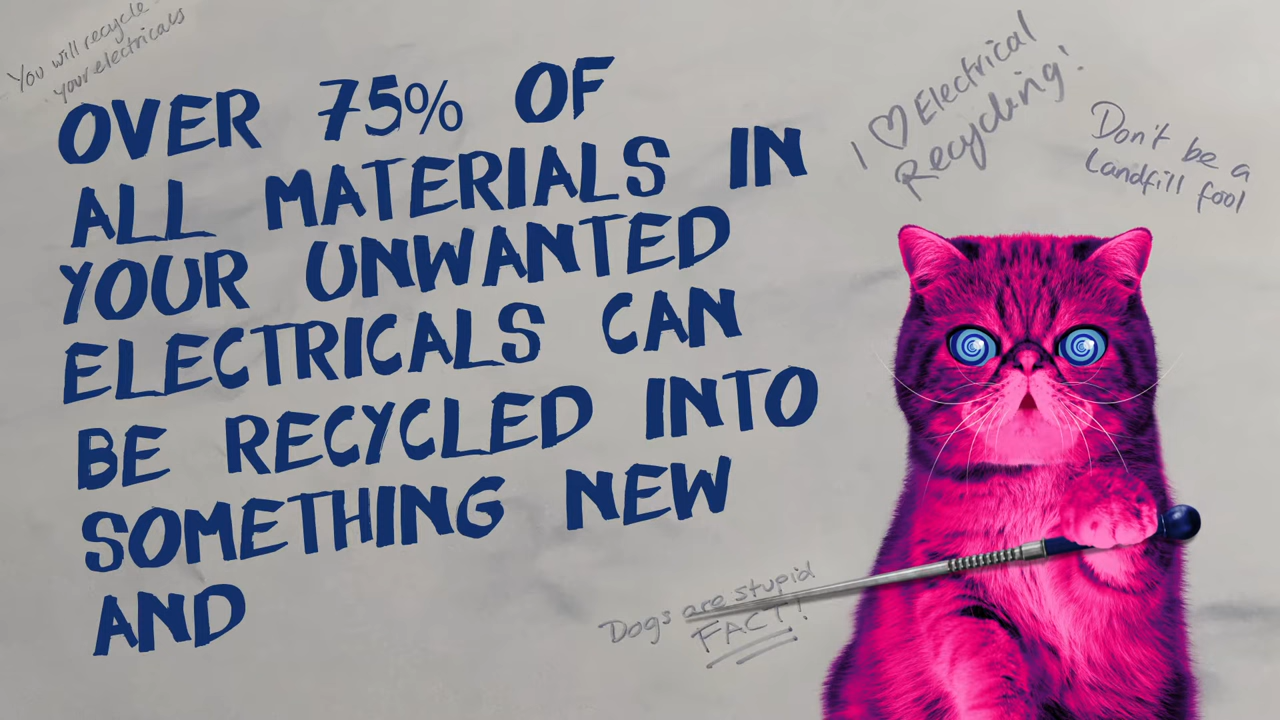 You will recycle
your electricals
OVER 75% OF
ALL MATERIALS IN
YOUR UNWANTED
ELECTRICALS CAN
BE RECYCLED INTO
SOMETHING NEW
AND
I ♡ Electrical
Recycling!
Don't be a
Landfill fool
Dogs are stupid
FACT!